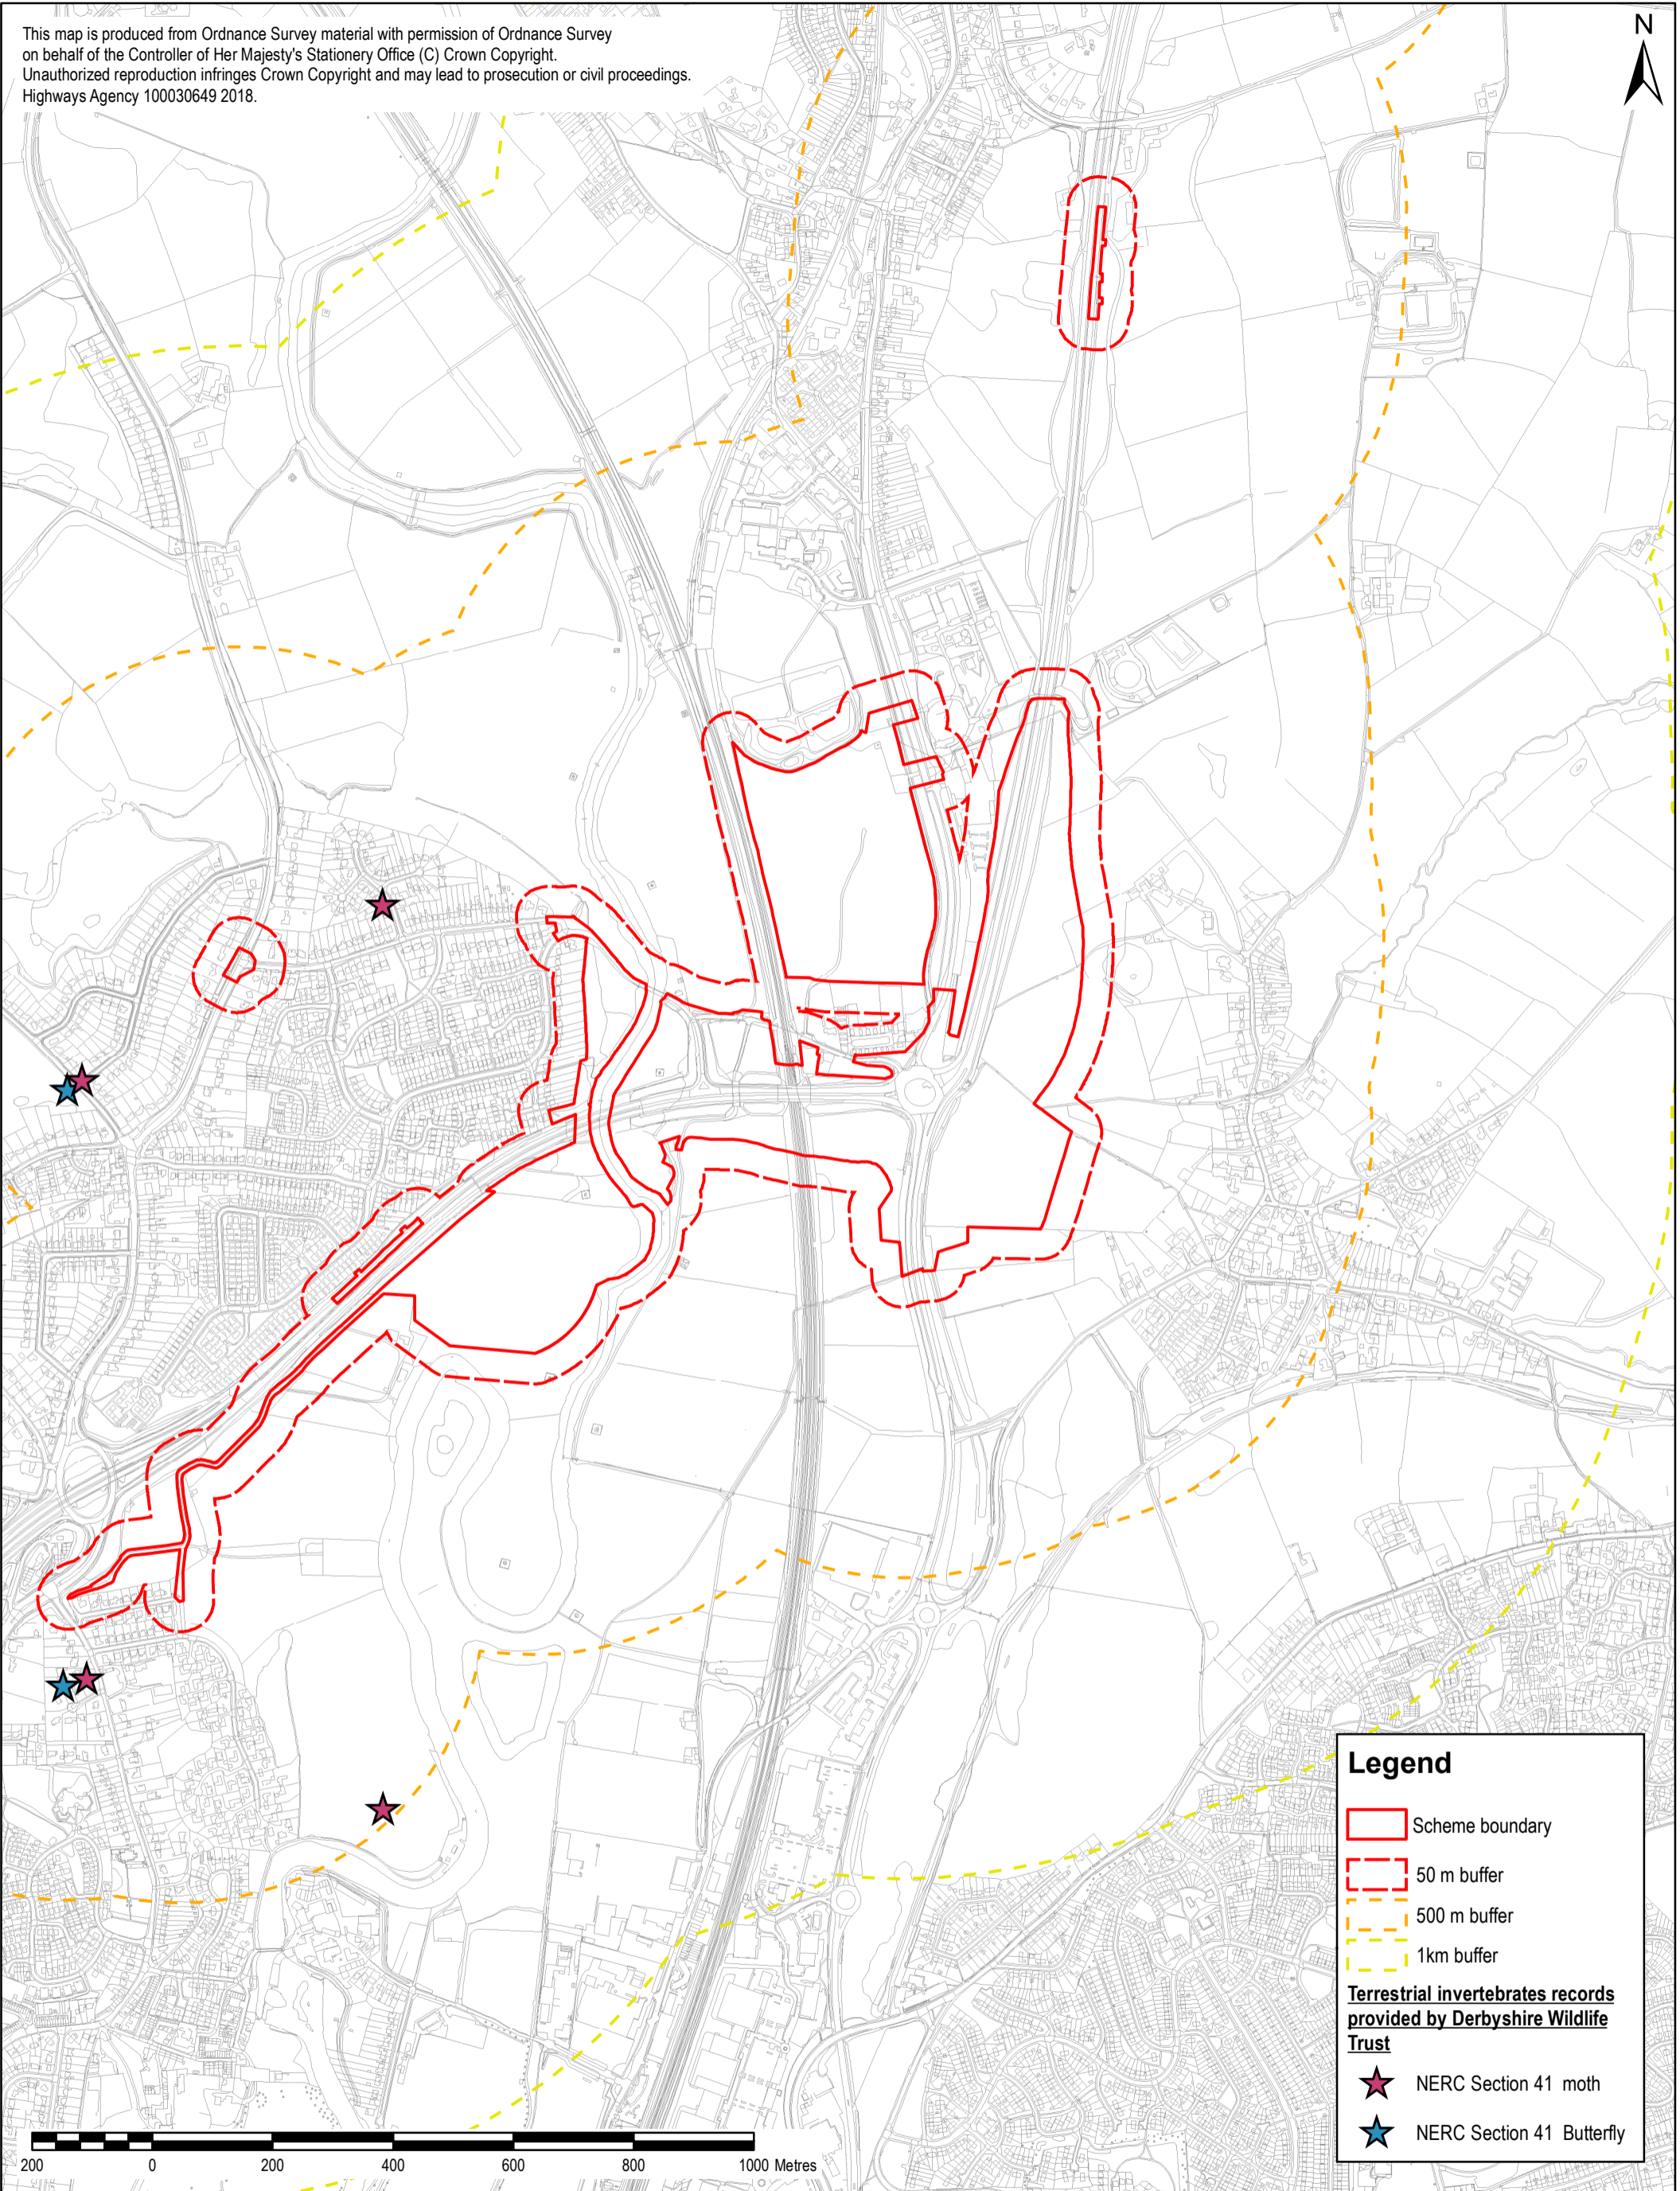 This map is produced from Ordnance Survey material with permission of Ordnance Survey
on behalf of the Controller of Her Majesty's Stationery Office (C) Crown Copyright.
Unauthorized reproduction infringes Crown Copyright and may lead to prosecution or civil proceedings.
Highways Agency 100030649 2018.
N
Legend
Scheme boundary
50 m buffer
500 m buffer
1km buffer
Terrestrial invertebrates records
provided by Derbyshire Wildlife
Trust
NERC Section 41 moth
NERC Section 41 Butterfly
200 0 200 400 600 800 1000 Metres